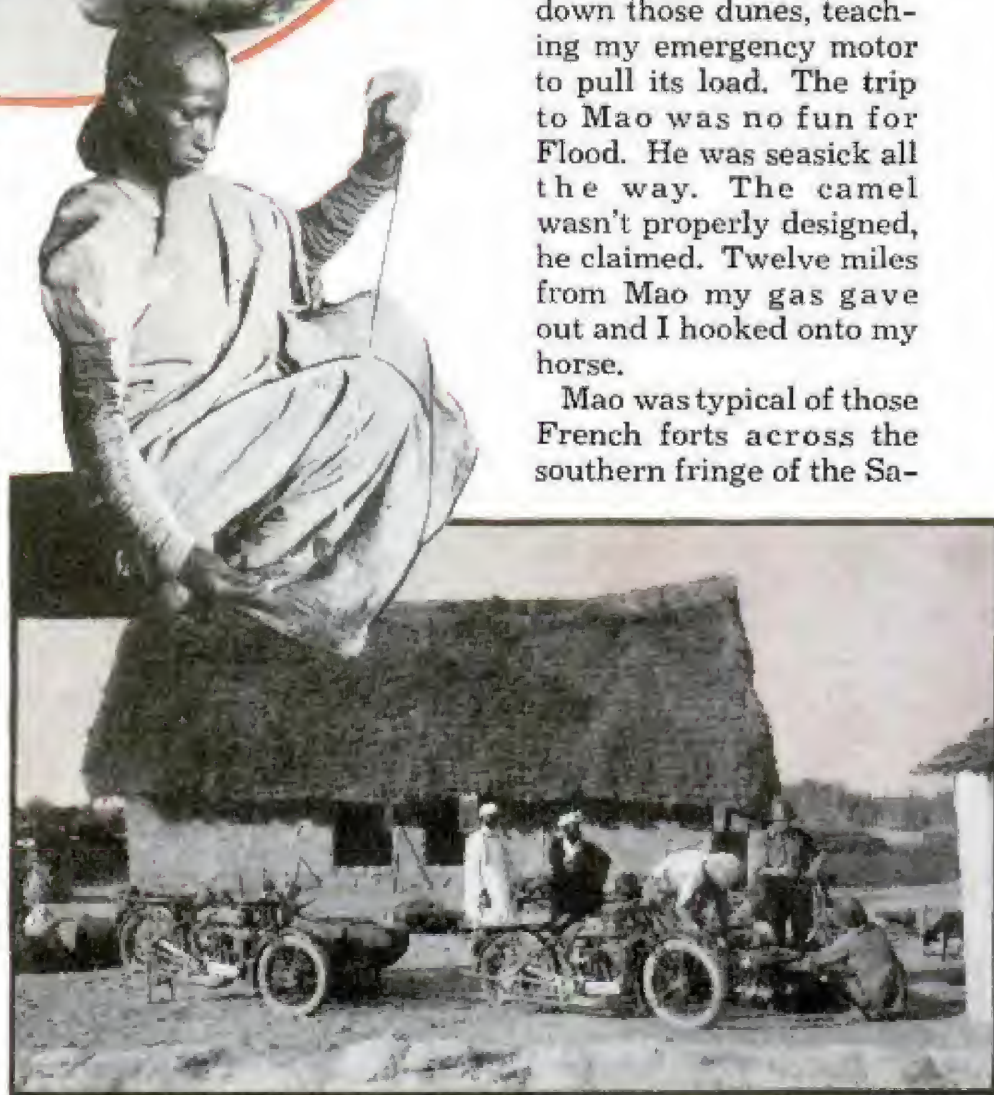 down those dunes, teach-
ing my emergency motor
to pull its load. The trip
to Mao was no fun for
Flood. He was seasick all
the way. The camel
wasn't properly designed,
he claimed. Twelve miles
from Mao my gas gave
out and I hooked onto my
horse.
Mao was typical of those
French forts across the
southern fringe of the Sa-